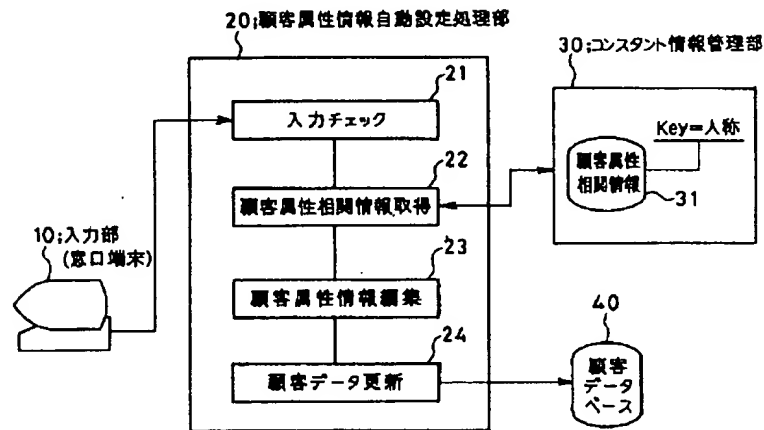 20;顧客属性情報自動設定処理部
21
入力チェック
22
顧客属性相関情報取得
23
顧客属性情報編集
24
顧客データ更新
10;入力部
(窓口端末)
30;コンスタント情報管理部
Key=人称
顧客属性
相関情報
31
40
顧客
データ
ベース